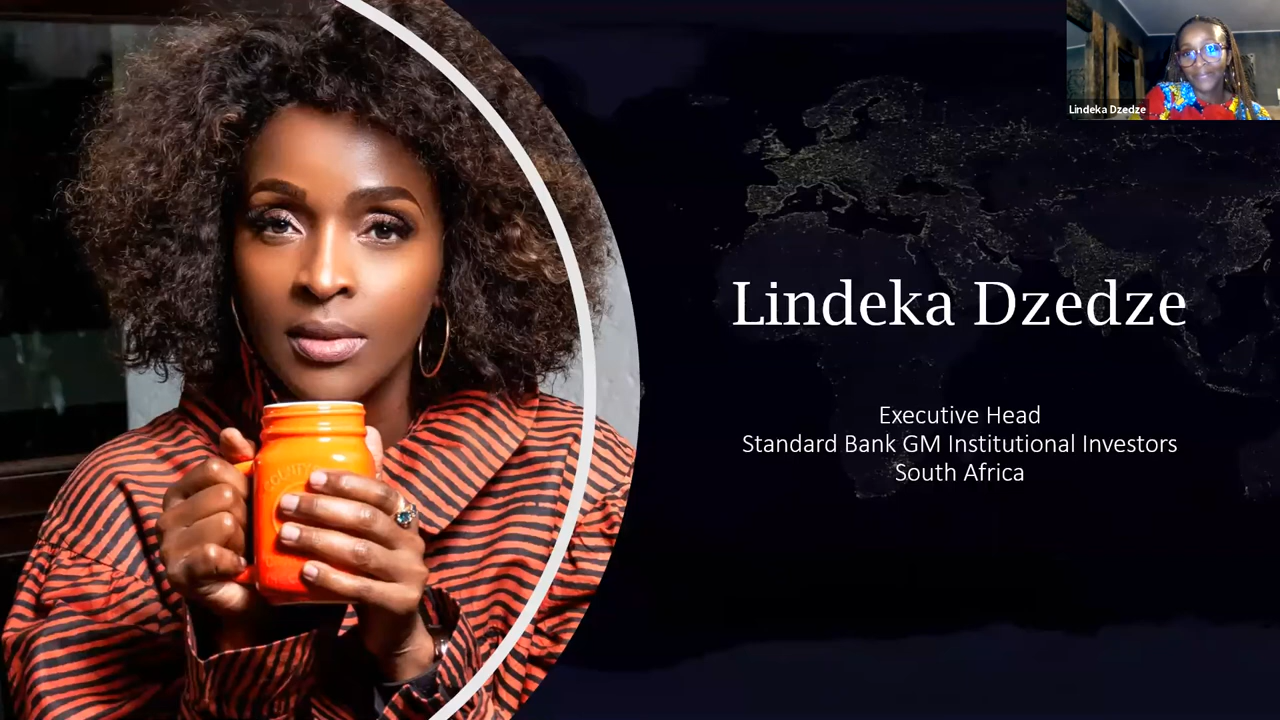 Lindeka Dzedze
Lindeka Dzedze
Executive Head
Standard Bank GM Institutional Investors
South Africa